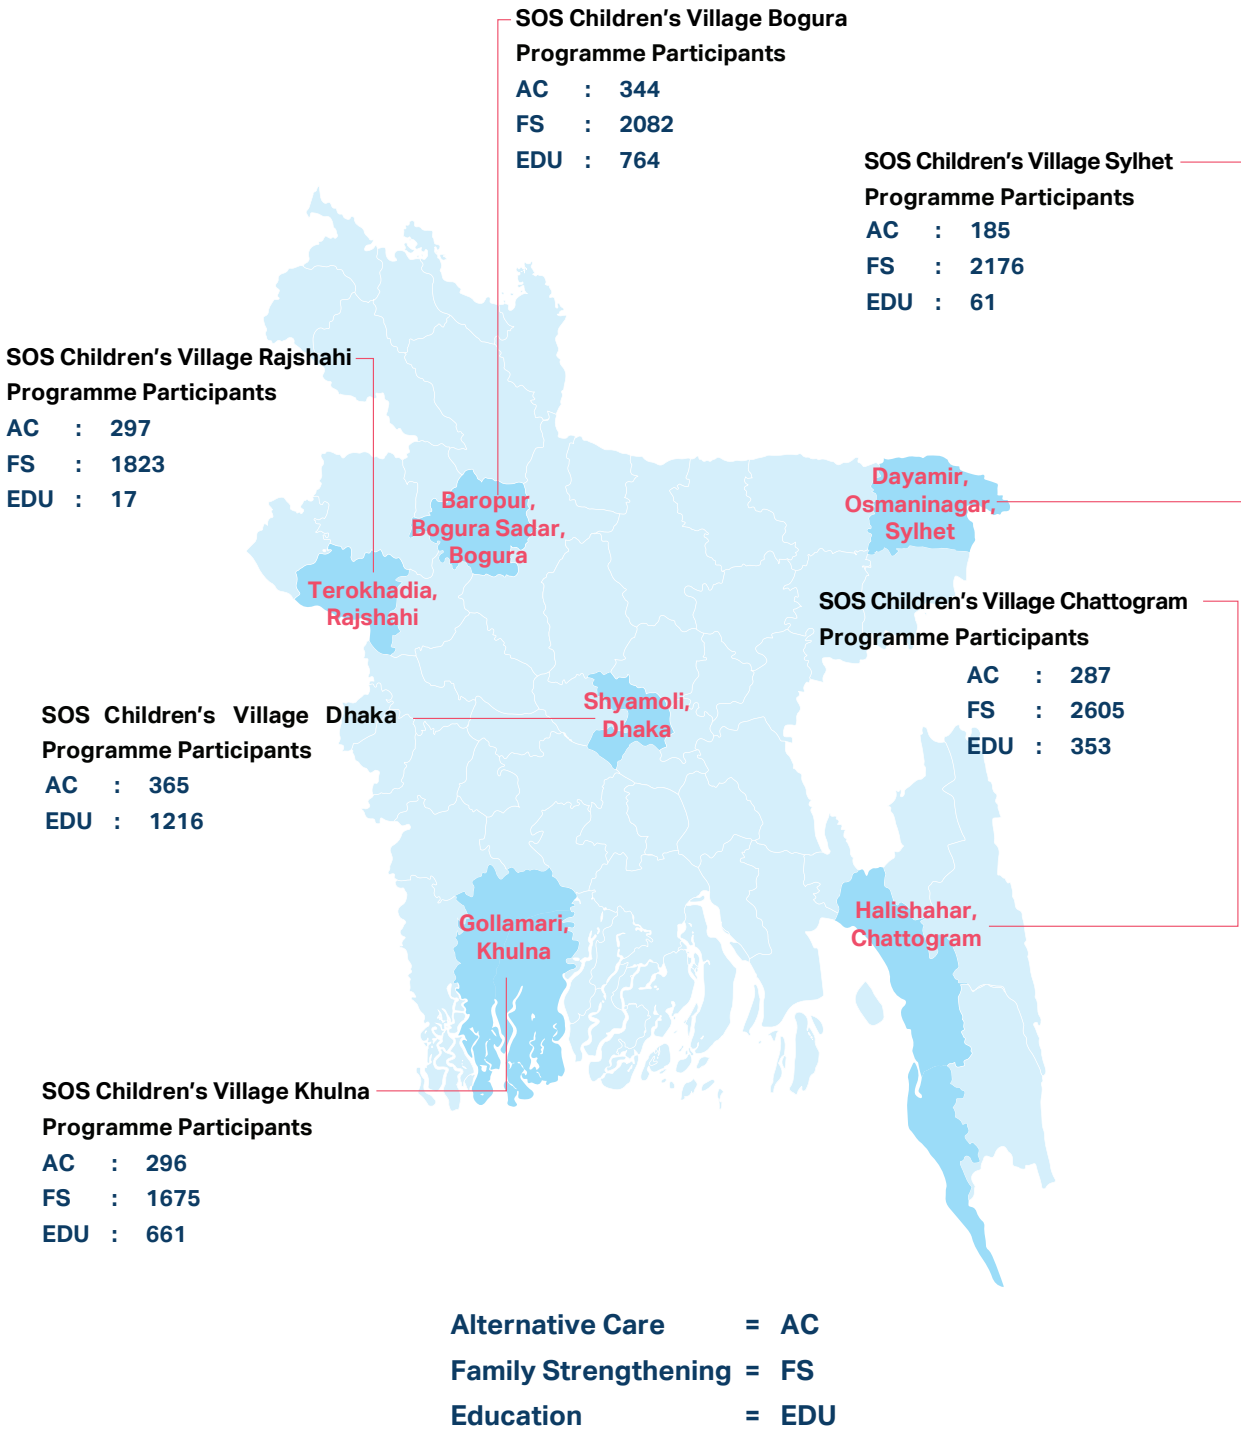 SOS Children's Village Bogura
Programme Participants
AC : 344
FS : 2082
EDU : 764
SOS Children's Village Sylhet
Programme Participants
AC : 185
FS : 2176
EDU : 61
SOS Children's Village Rajshahi
Programme Participants
AC : 297
FS : 1823
EDU : 17
Baropur,
Bogura Sadar,
Bogura
Dayamir,
Osmaninagar,
Sylhet
Terokhadia,
Rajshahi
SOS Children's Village Chattogram
Programme Participants
AC : 287
FS : 2605
EDU : 353
SOS Children's Village Dhaka
Programme Participants
AC : 365
EDU : 1216
Shyamoli,
Dhaka
Gollamari,
Khulna
Halishahar,
Chattogram
SOS Children's Village Khulna
Programme Participants
AC : 296
FS : 1675
EDU : 661
Alternative Care = AC
Family Strengthening = FS
Education = EDU